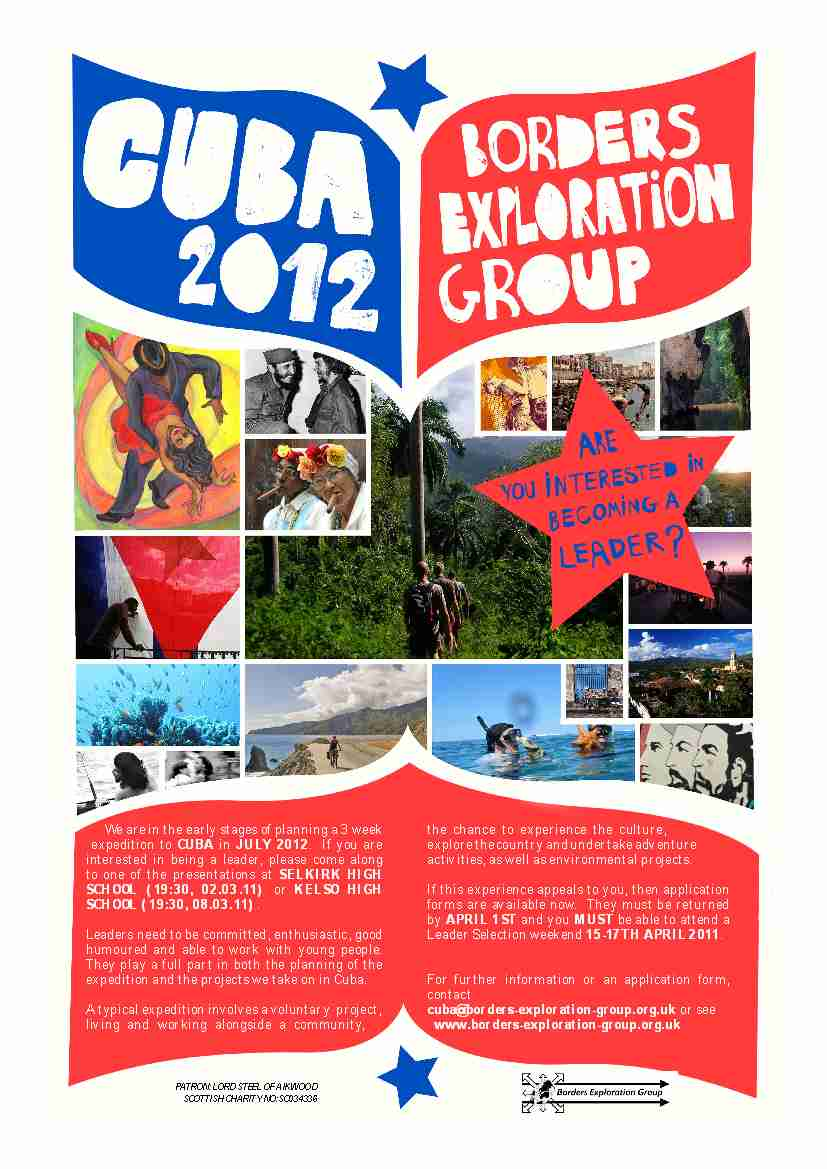 CUBA
2012
BORDERS
EXPLORATION
GROUP
ARE
YOU INTERESTED IN
BECOMING A
LEADER?
We are in the early stages of planning a 3 week
expedition to CUBA in JULY 2012. If you are
interested in being a leader, please come along
to one of the presentations at SELKIRK HIGH
SCHOOL (19:30, 02.03.11) or KELSO HIGH
SCHOOL (19:30, 08.03.11)
Leaders need to be committed, enthusiastic, good
humoured and able to work with young people.
They play a full part in both the planning of the
expedition and the projects we take on in Cuba.
A typical expedition involves a voluntary project,
living and working alongside a community,
the chance to experience the culture,
explore the country and undertake adventure
activities, as well as environmental projects.
If this experience appeals to you, then application
forms are available now. They must be returned
by APRIL 1ST and you MUST be able to attend a
Leader Selection weekend 15-17TH APRIL 2011.
For further information or an application form,
contact
cuba@borders-exploration-group.org.uk or see
www.borders-exploration-group.org.uk
PATRON: LORD STEEL OF AIKWOOD
SCOTTISH CHARITY NO:SC034336
Borders Exploration Group